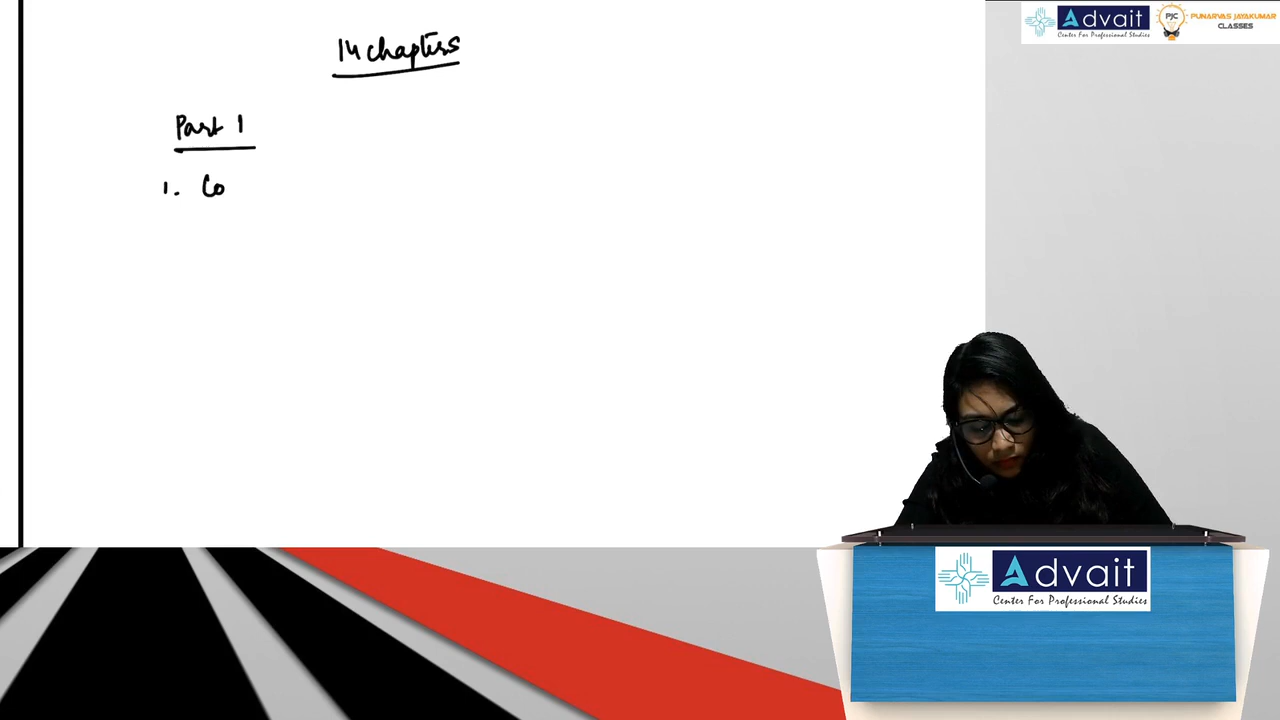 14 chapters
Part 1
1. Co
Advait
Center For Professional Studies
PJC
PUNARVAS JAYAKUMAR
CLASSES
Advait
Center For Professional Studies